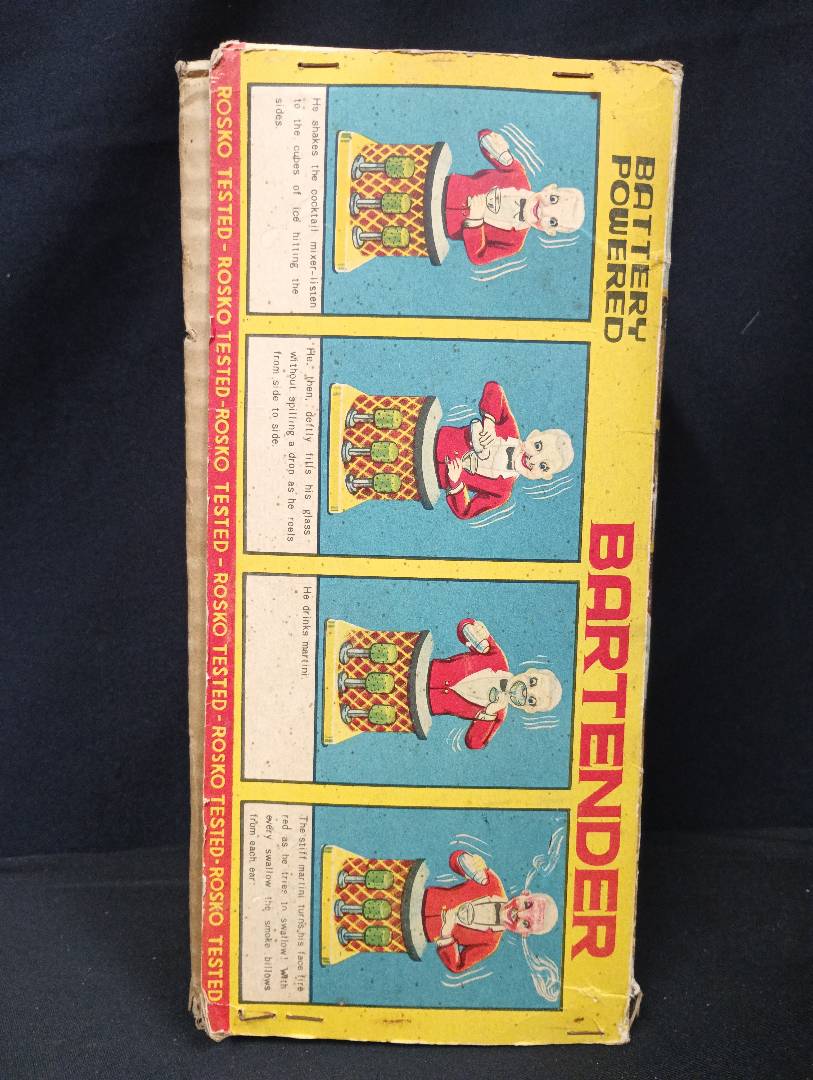 BATTERY
POWERED
BARTENDER
He shakes the cocktail mixer-listen
to the cubes of ice hitting the
sides.
He, then, deftly fills his glass
without spilling a drop as he reels
from side to side.
He drinks martini.
The stiff martini turns his face fire
red as he tries to swallow! With
every swallow the smoke billows
from each ear.
ROSKO TESTED-ROSKO TESTED-ROSKO TESTED-ROSKO TESTED-ROSKO TESTED-ROSKO TESTED